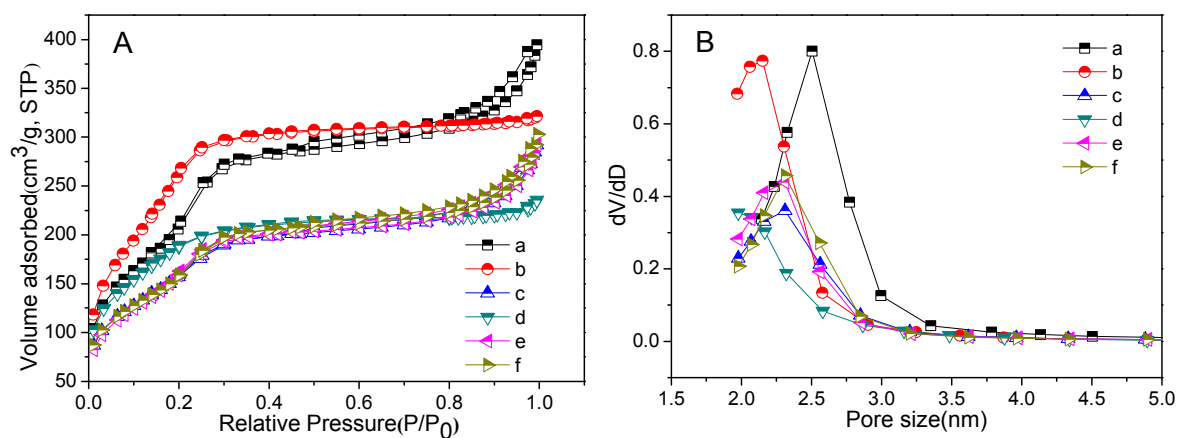 A
Volume adsorbed(cm³/g, STP)
400
350
300
250
200
150
100
50
0.0 0.2 0.4 0.6 0.8 1.0
Relative Pressure(P/P₀)
a
b
c
d
e
f
B
dV/dD
0.8
0.6
0.4
0.2
0.0
1.5 2.0 2.5 3.0 3.5 4.0 4.5 5.0
Pore size(nm)
a
b
c
d
e
f